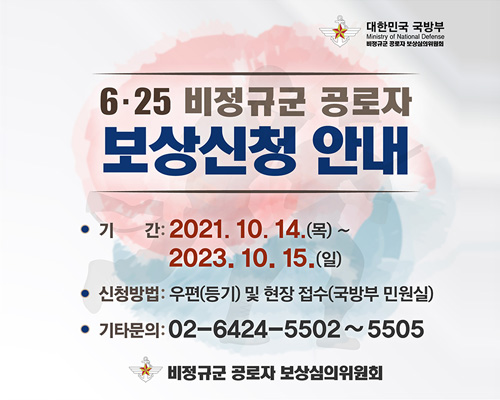 대한민국 국방부
Ministry of National Defense
비정규군 공로자 보상심의위원회
6·25 비정규군 공로자
보상신청 안내
• 기 간: 2021. 10. 14.(목) ~
2023. 10. 15.(일)
• 신청방법: 우편(등기) 및 현장 접수(국방부 민원실)
• 기타문의: 02-6424-5502 ~ 5505
비정규군 공로자 보상심의위원회